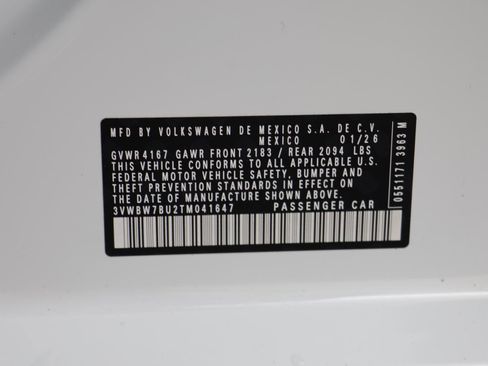 MFD BY VOLKSWAGEN DE MEXICO S.A. DE C.V.
MEXICO 01/26
GVWR 4167 GAWR FRONT 2183 / REAR 2094 LBS
THIS VEHICLE CONFORMS TO ALL APPLICABLE U.S.
FEDERAL MOTOR VEHICLE SAFETY, BUMPER AND
THEFT PREVENTION STANDARDS IN EFFECT ON
THE DATE OF MANUFACTURE SHOWN ABOVE.
3VWBW7BU2TM041647 PASSENGER CAR
0551171 3963 M